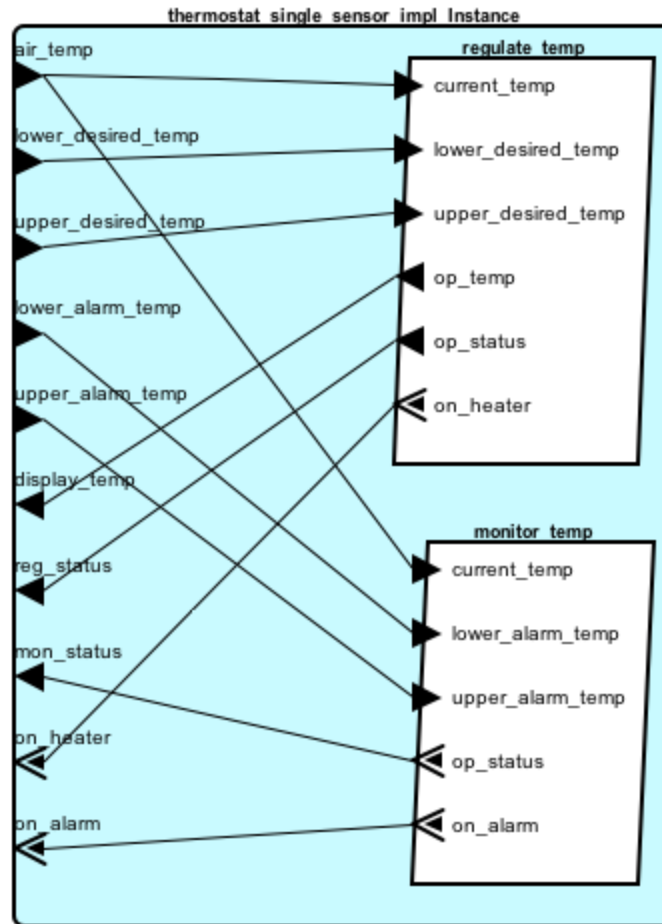 thermostat_single_sensor_impl_Instance
air_temp
lower_desired_temp
upper_desired_temp
lower_alarm_temp
upper_alarm_temp
display_temp
reg_status
mon_status
on_heater
on_alarm
regulate_temp
current_temp
lower_desired_temp
upper_desired_temp
op_temp
op_status
on_heater
monitor_temp
current_temp
lower_alarm_temp
upper_alarm_temp
op_status
on_alarm